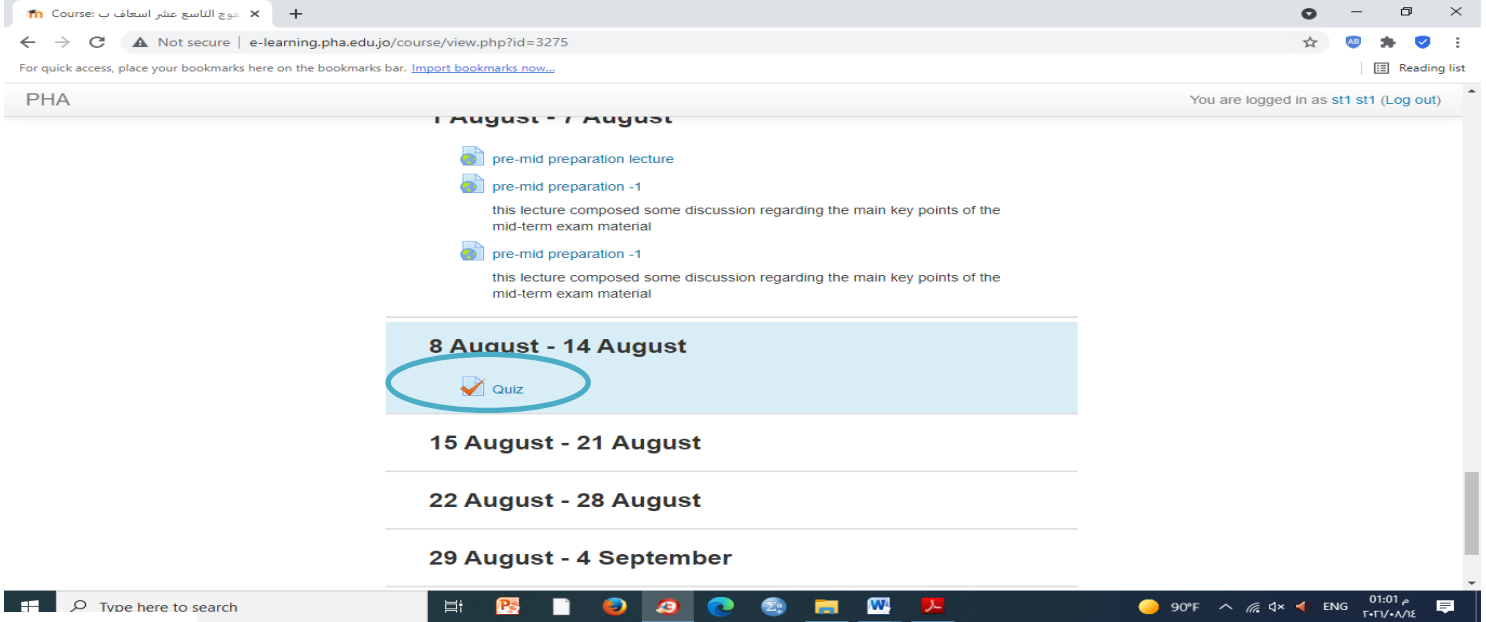 Course: فوج التاسع عشر اسعاف ب
Not secure | e-learning.pha.edu.jo/course/view.php?id=3275
AB
For quick access, place your bookmarks here on the bookmarks bar. Import bookmarks now...
Reading list
PHA
You are logged in as st1 st1 (Log out)
1 August - 7 August
pre-mid preparation lecture
pre-mid preparation -1
this lecture composed some discussion regarding the main key points of the
mid-term exam material
pre-mid preparation -1
this lecture composed some discussion regarding the main key points of the
mid-term exam material
8 August - 14 August
Quiz
15 August - 21 August
22 August - 28 August
29 August - 4 September
Type here to search
90°F
ENG
01:01 م
٢٠٢١/٠٨/١٤